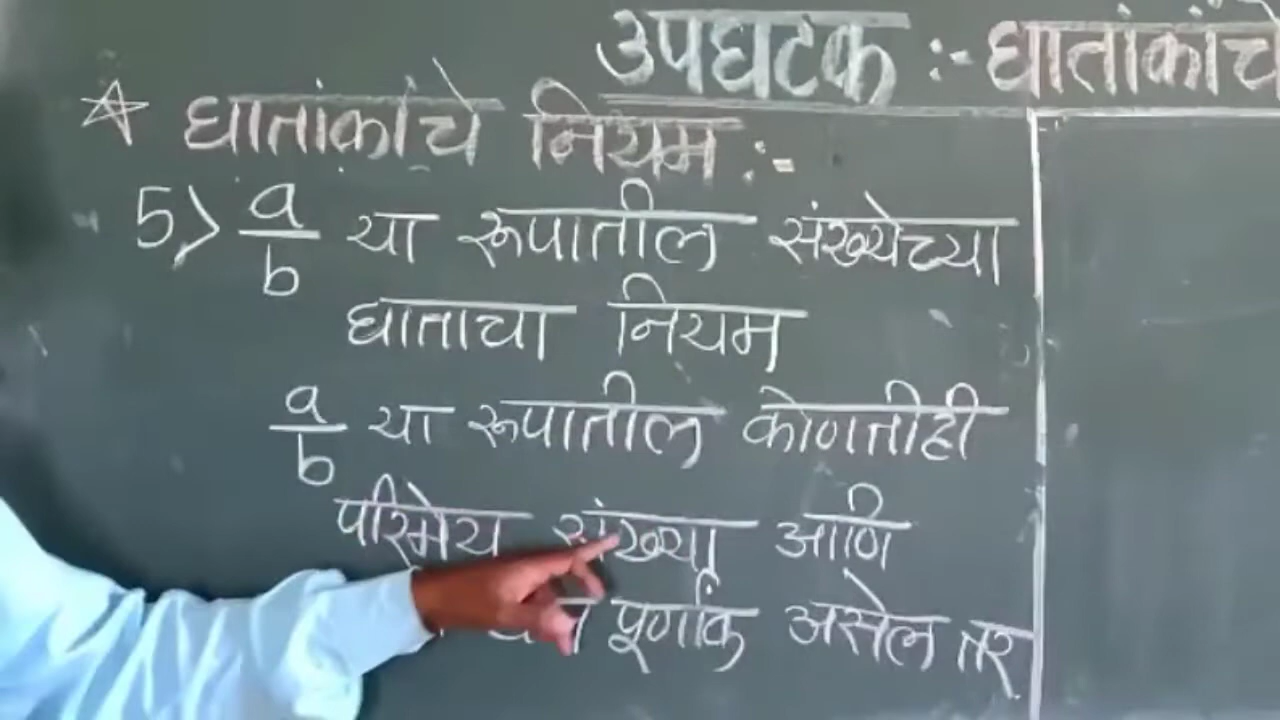 उपघटक :- घातांकांचे
☆ घातांकांचे नियम :-
5> a/b या रूपातील संख्येच्या
घाताचा नियम
a/b या रूपातील कोणतीही
परिमेय संख्या आणि
पूर्णांक असेल तर